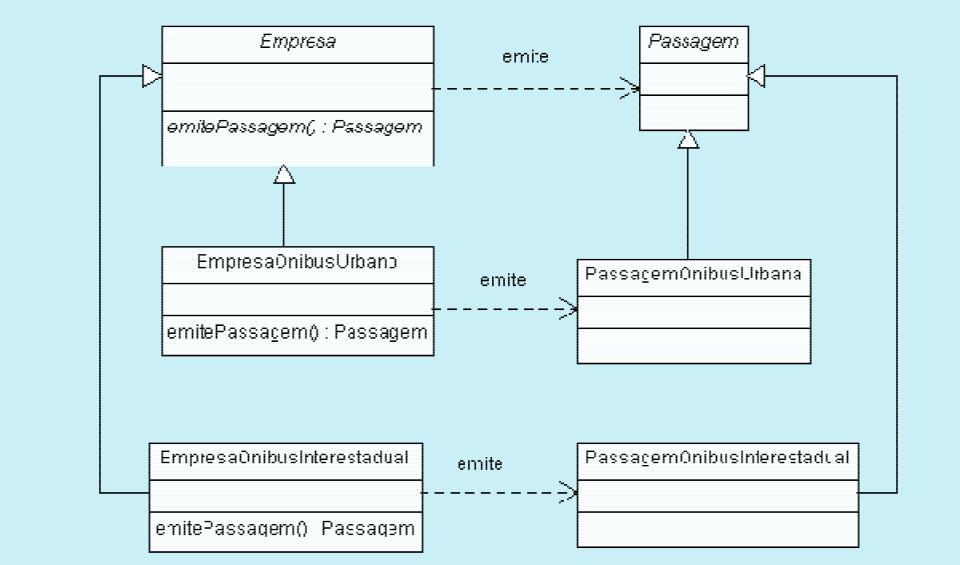 Empresa
emite
Passagem
emitePassagem() : Passagem
EmpresaOnibusUrbano
emitePassagem() : Passagem
emite
PassagemOnibusUrbana
EmpresaOnibusInterestadual
emitePassagem() : Passagem
emite
PassagemOnibusInterestadual